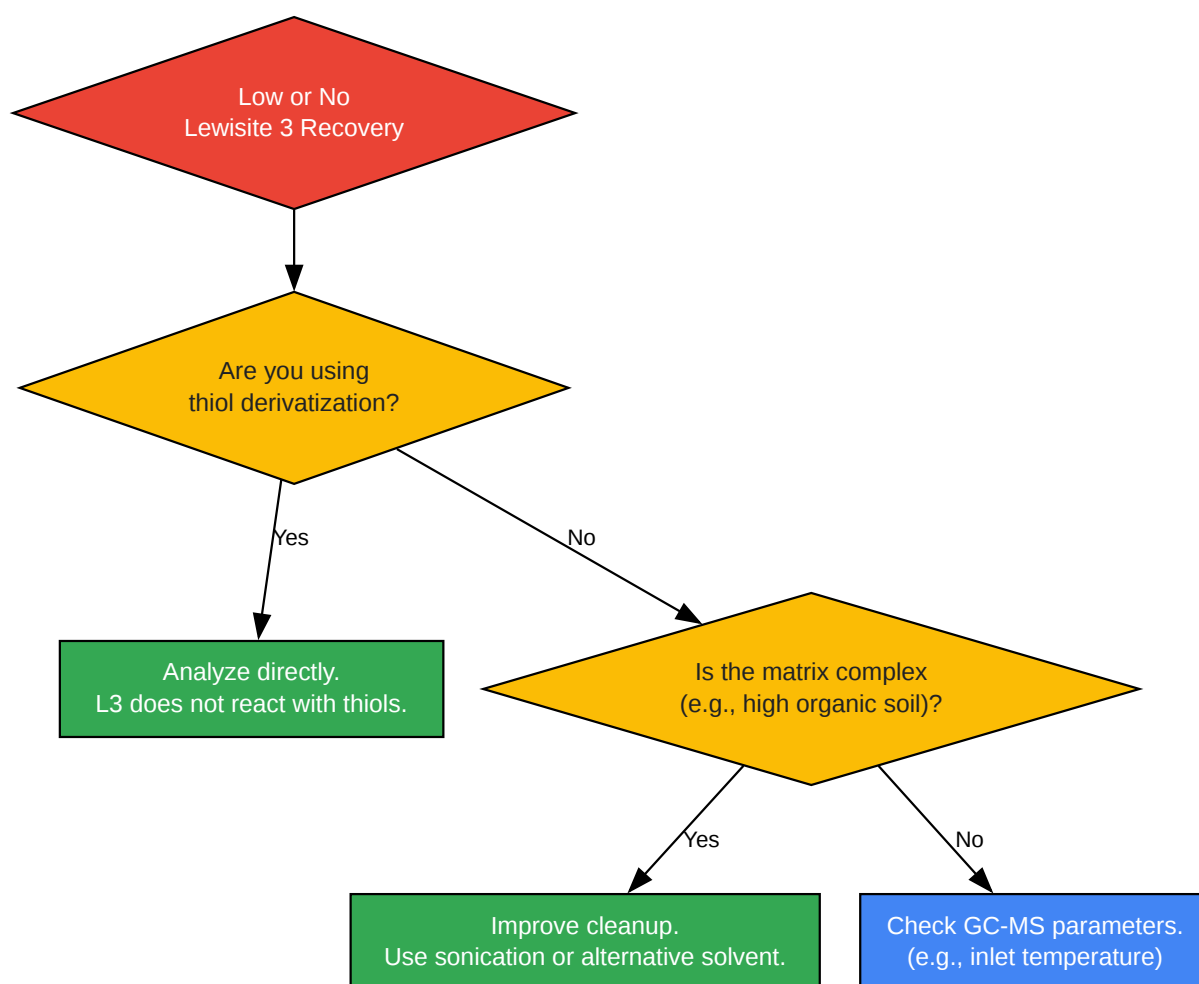 Low or No
Lewisite 3 Recovery
Are you using
thiol derivatization?
Yes
No
Analyze directly.
L3 does not react with thiols.
Is the matrix complex
(e.g., high organic soil)?
Yes
No
Improve cleanup.
Use sonication or alternative solvent.
Check GC-MS parameters.
(e.g., inlet temperature)